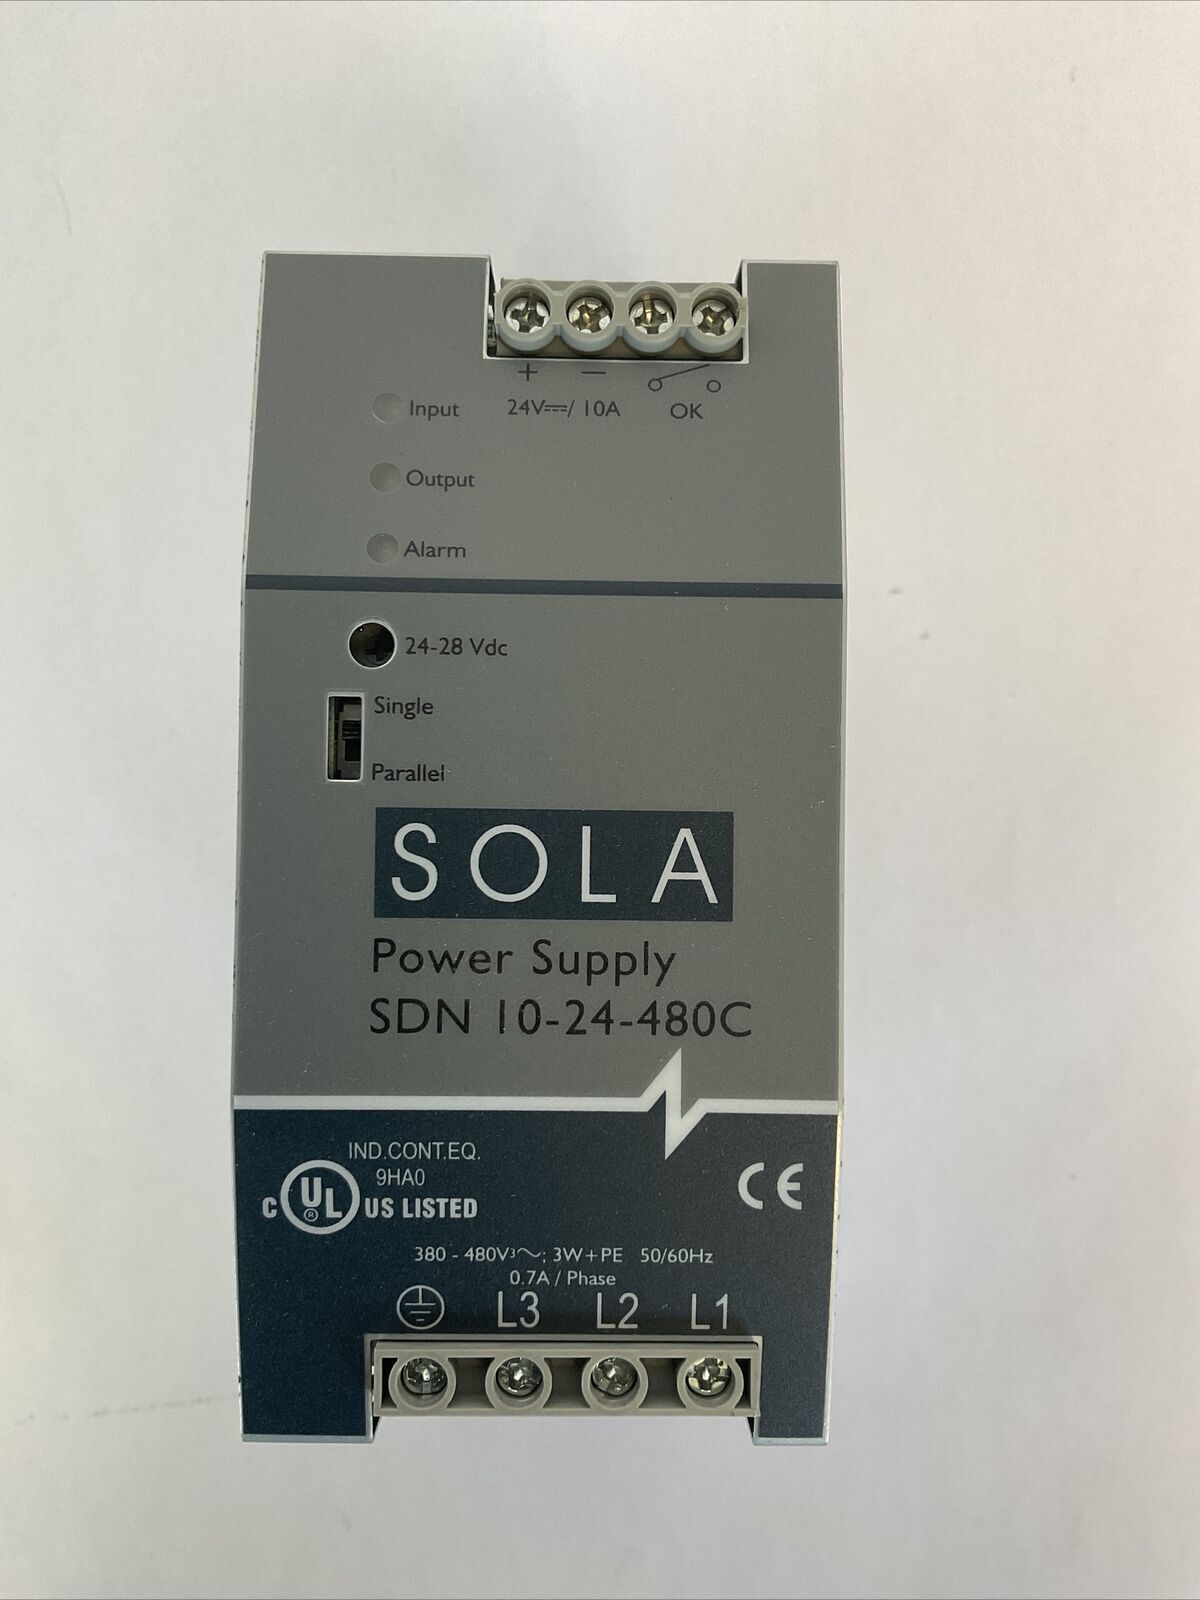 + −
Input 24V⎓/ 10A OK
Output
Alarm
24-28 Vdc
Single
Parallel
SOLA
Power Supply
SDN 10-24-480C
IND.CONT.EQ.
9HA0
C UL ® US LISTED
CE
380 - 480V3~; 3W+PE 50/60Hz
0.7A / Phase
L3 L2 L1